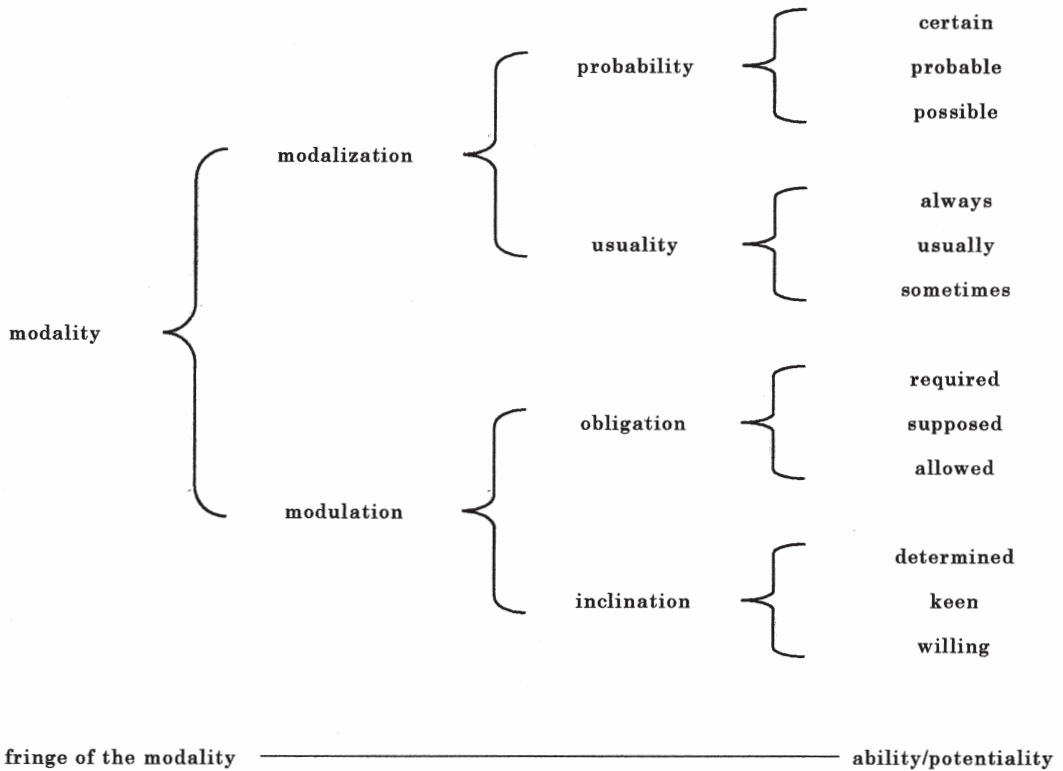 certain
probability
probable
possible
modalization
always
usuality
usually
sometimes
modality
required
obligation
supposed
allowed
modulation
determined
inclination
keen
willing
fringe of the modality
ability/potentiality